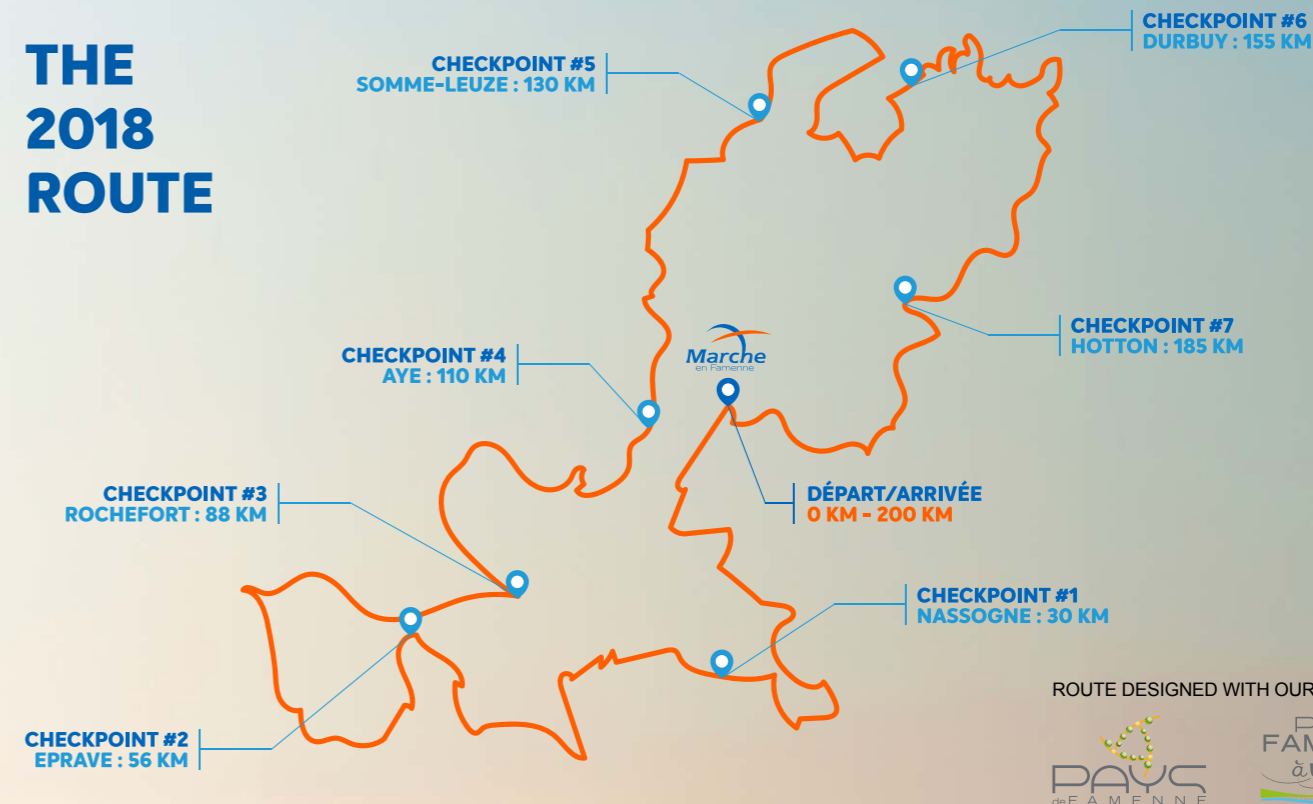 THE
2018
ROUTE
CHECKPOINT #6
DURBUY : 155 KM
CHECKPOINT #5
SOMME-LEUZE : 130 KM
CHECKPOINT #7
HOTTON : 185 KM
Marche
en Famenne
CHECKPOINT #4
AYE : 110 KM
DÉPART/ARRIVÉE
0 KM - 200 KM
CHECKPOINT #3
ROCHEFORT : 88 KM
CHECKPOINT #1
NASSOGNE : 30 KM
CHECKPOINT #2
EPRAVE : 56 KM
ROUTE DESIGNED WITH OUR
PAYS
de FAMENNE
à